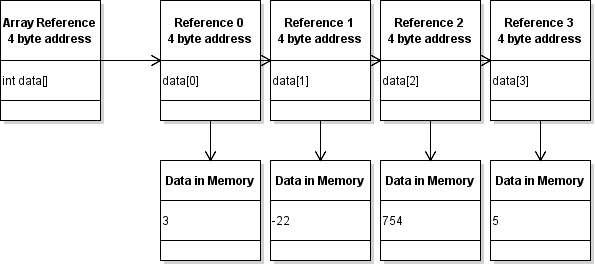 Array Reference
4 byte address
int data[]
Reference 0
4 byte address
data[0]
Reference 1
4 byte address
data[1]
Reference 2
4 byte address
data[2]
Reference 3
4 byte address
data[3]
Data in Memory
3
Data in Memory
-22
Data in Memory
754
Data in Memory
5